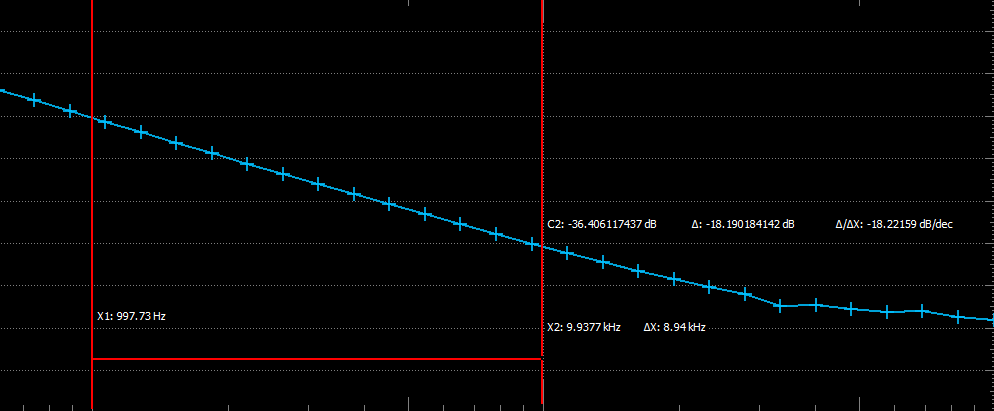 C2: -36.406117437 dB Δ: -18.190184142 dB Δ/ΔX: -18.22159 dB/dec
X1: 997.73 Hz
X2: 9.9377 kHz ΔX: 8.94 kHz